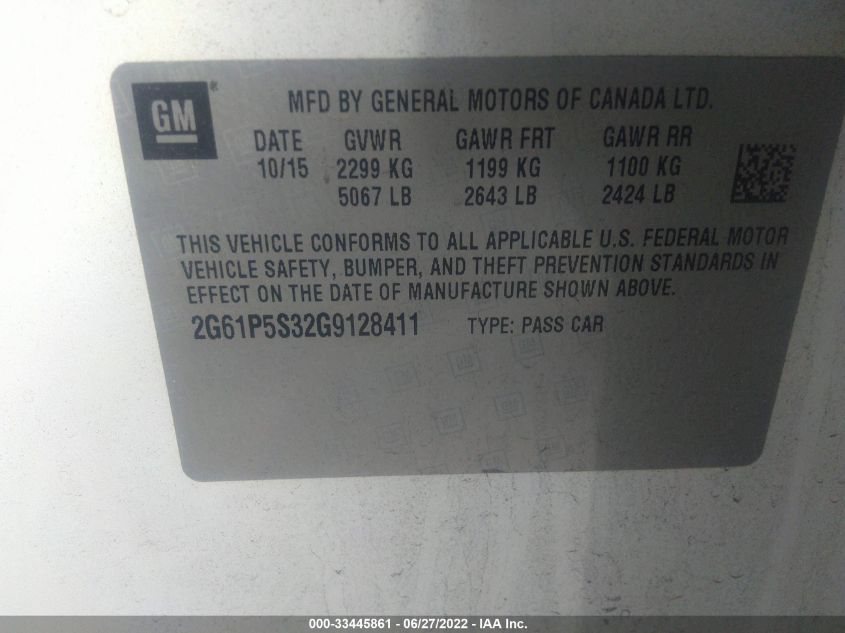 GM
MFD BY GENERAL MOTORS OF CANADA LTD.
DATE GVWR GAWR FRT GAWR RR
10/15 2299 KG 1199 KG 1100 KG
5067 LB 2643 LB 2424 LB
THIS VEHICLE CONFORMS TO ALL APPLICABLE U.S. FEDERAL MOTOR
VEHICLE SAFETY, BUMPER, AND THEFT PREVENTION STANDARDS IN
EFFECT ON THE DATE OF MANUFACTURE SHOWN ABOVE.
2G61P5S32G9128411 TYPE: PASS CAR
000-33445861 - 06/27/2022 - IAA Inc.